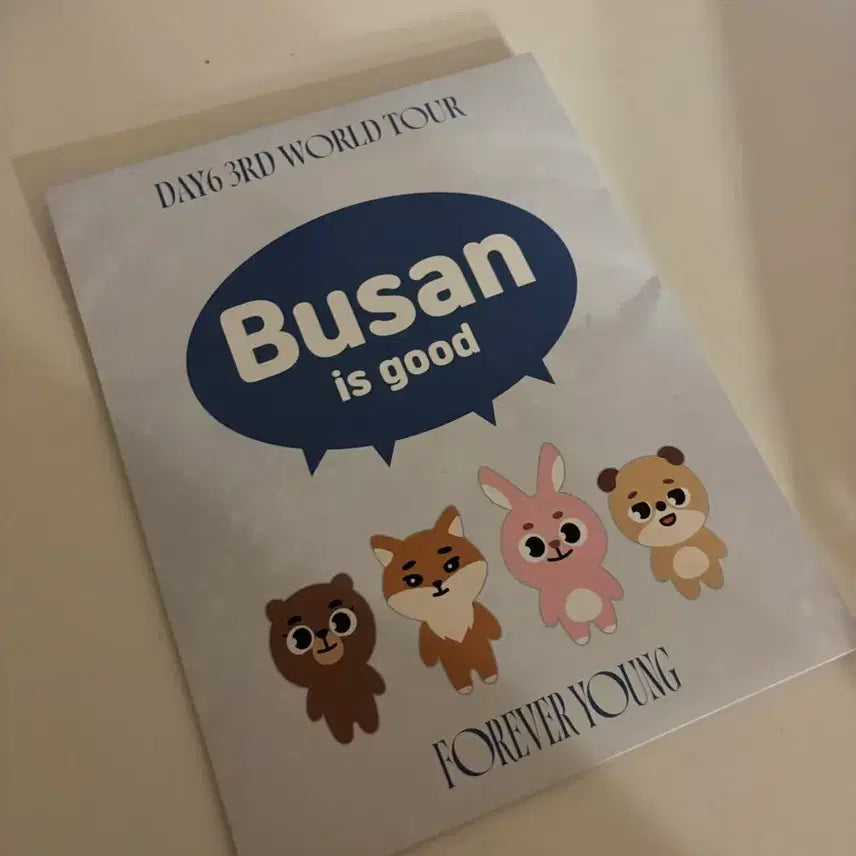 DAY6 3RD WORLD TOUR
Busan
is good
FOREVER YOUNG